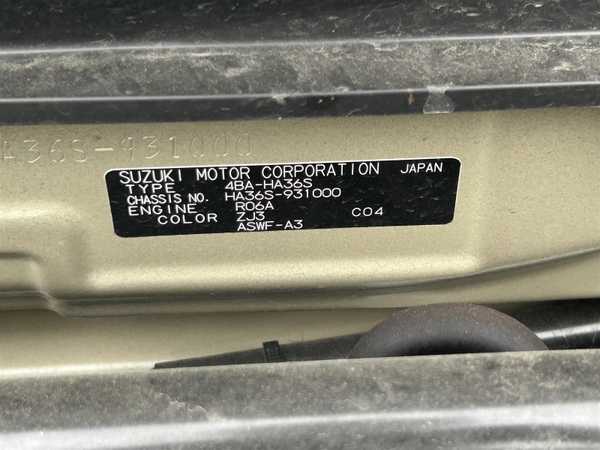 A36S-931000
SUZUKI MOTOR CORPORATION JAPAN
TYPE 4BA-HA36S
CHASSIS NO. HA36S-931000
ENGINE R06A
COLOR ZJ3 C04
ASWF-A3